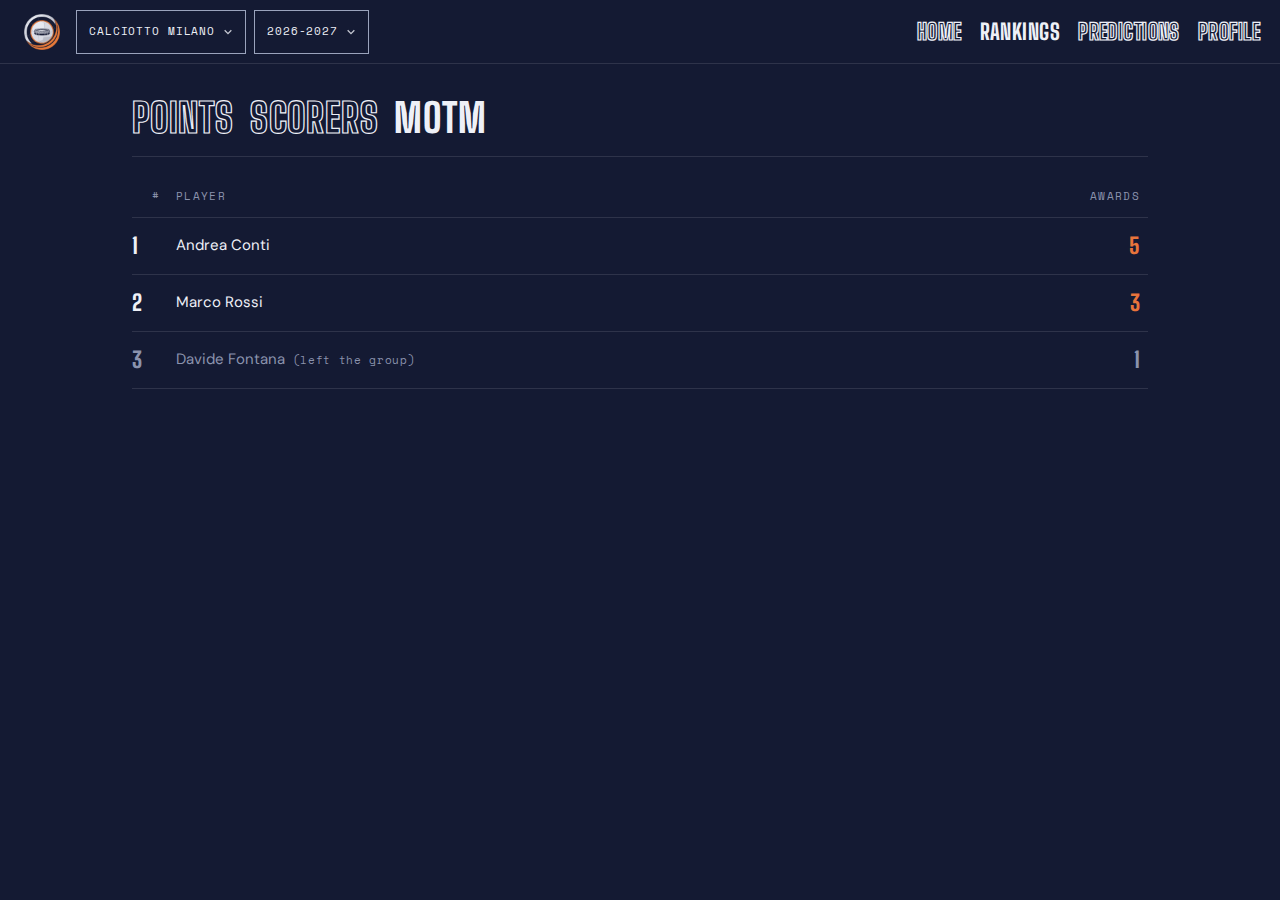 CALCIOTTO MILANO 2026-2027 HOME RANKINGS PREDICTIONS PROFILE
POINTS SCORERS MOTM
# PLAYER AWARDS
1 Andrea Conti 5
2 Marco Rossi 3
3 Davide Fontana (left the group) 1